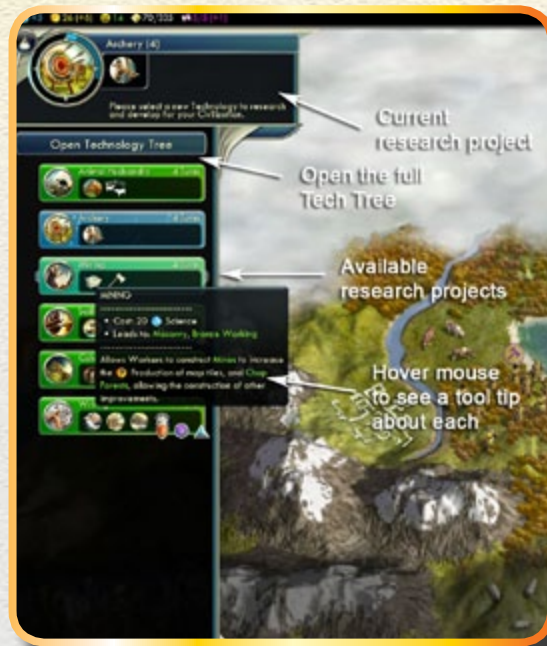 Archery (4)
Please select a new Technology to research
and develop for your Civilization.
Current
research project
Open Technology Tree
Open the full
Tech Tree
Animal Husbandry
Archery
Available
research projects
Mining
MINING
• Cost: 20 Science
• Leads to: Masonry, Bronze Working
Allows Workers to construct Mines to increase
the Production of map tiles, and Chop
Forests, allowing the construction of other
improvements.
Hover mouse
to see a tool tip
about each